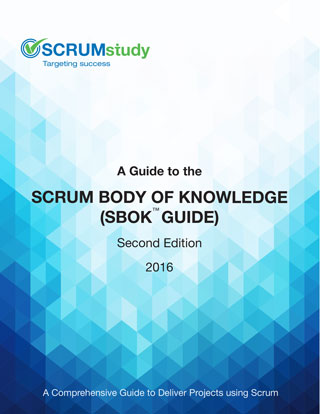 SCRUMstudy
Targeting success
A Guide to the
SCRUM BODY OF KNOWLEDGE
(SBOK™ GUIDE)
Second Edition
2016
A Comprehensive Guide to Deliver Projects using Scrum